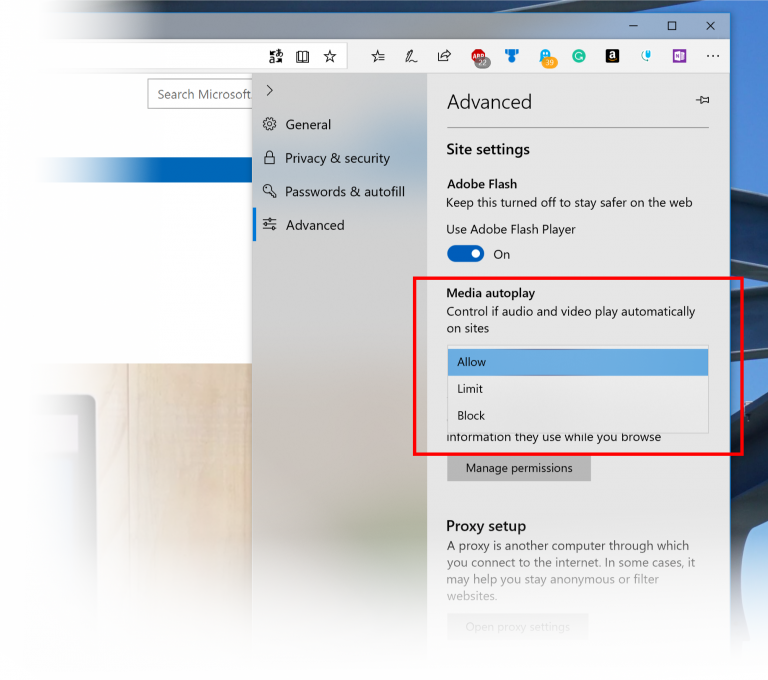 Search Microsoft
ABP
22
39
G
a
N
General
Privacy & security
Passwords & autofill
Advanced
Advanced
Site settings
Adobe Flash
Keep this turned off to stay safer on the web
Use Adobe Flash Player
On
Media autoplay
Control if audio and video play automatically
on sites
Allow
Limit
Block
information they use while you browse
Manage permissions
Proxy setup
A proxy is another computer through which
you connect to the internet. In some cases, it
may help you stay anonymous or filter
websites.
Open proxy settings